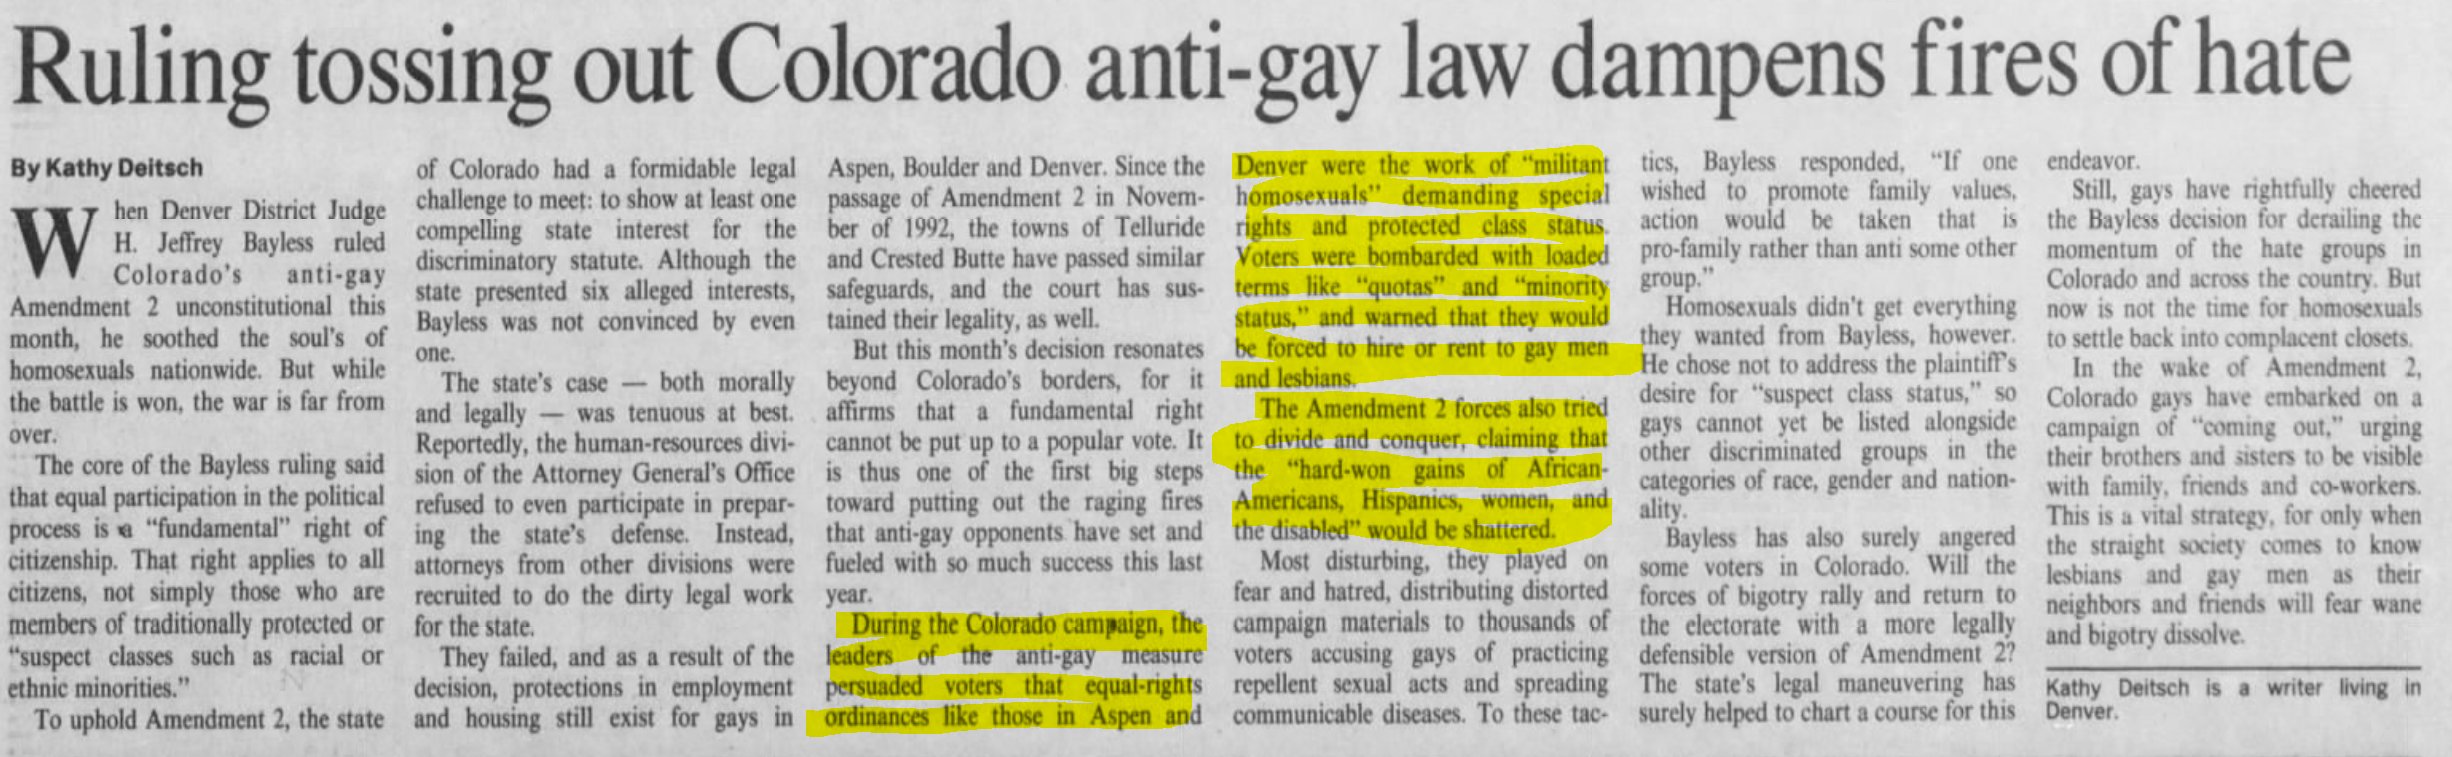 Ruling tossing out Colorado anti-gay law dampens fires of hate
By Kathy Deitsch
When Denver District Judge
H. Jeffrey Bayless ruled
Colorado's anti-gay
Amendment 2 unconstitutional this
month, he soothed the soul's of
homosexuals nationwide. But while
the battle is won, the war is far from
over.
The core of the Bayless ruling said
that equal participation in the political
process is a "fundamental" right of
citizenship. That right applies to all
citizens, not simply those who are
members of traditionally protected or
"suspect classes such as racial or
ethnic minorities."
To uphold Amendment 2, the state
of Colorado had a formidable legal
challenge to meet: to show at least one
compelling state interest for the
discriminatory statute. Although the
state presented six alleged interests,
Bayless was not convinced by even
one.
The state's case — both morally
and legally — was tenuous at best.
Reportedly, the human-resources divi-
sion of the Attorney General's Office
refused to even participate in prepar-
ing the state's defense. Instead,
attorneys from other divisions were
recruited to do the dirty legal work
for the state.
They failed, and as a result of the
decision, protections in employment
and housing still exist for gays in
Aspen, Boulder and Denver. Since the
passage of Amendment 2 in Novem-
ber of 1992, the towns of Telluride
and Crested Butte have passed similar
safeguards, and the court has sus-
tained their legality, as well.
But this month's decision resonates
beyond Colorado's borders, for it
affirms that a fundamental right
cannot be put up to a popular vote. It
is thus one of the first big steps
toward putting out the raging fires
that anti-gay opponents have set and
fueled with so much success this last
year.
During the Colorado campaign, the
leaders of the anti-gay measure
persuaded voters that equal-rights
ordinances like those in Aspen and
Denver were the work of "militant
homosexuals" demanding special
rights and protected class status.
Voters were bombarded with loaded
terms like "quotas" and "minority
status," and warned that they would
be forced to hire or rent to gay men
and lesbians.
The Amendment 2 forces also tried
to divide and conquer, claiming that
the "hard-won gains of African-
Americans, Hispanics, women, and
the disabled" would be shattered.
Most disturbing, they played on
fear and hatred, distributing distorted
campaign materials to thousands of
voters accusing gays of practicing
repellent sexual acts and spreading
communicable diseases. To these tac-
tics, Bayless responded, "If one
wished to promote family values,
action would be taken that is
pro-family rather than anti some other
group."
Homosexuals didn't get everything
they wanted from Bayless, however.
He chose not to address the plaintiff's
desire for "suspect class status," so
gays cannot yet be listed alongside
other discriminated groups in the
categories of race, gender and nation-
ality.
Bayless has also surely angered
some voters in Colorado. Will the
forces of bigotry rally and return to
the electorate with a more legally
defensible version of Amendment 2?
The state's legal maneuvering has
surely helped to chart a course for this
endeavor.
Still, gays have rightfully cheered
the Bayless decision for derailing the
momentum of the hate groups in
Colorado and across the country. But
now is not the time for homosexuals
to settle back into complacent closets.
In the wake of Amendment 2,
Colorado gays have embarked on a
campaign of "coming out," urging
their brothers and sisters to be visible
with family, friends and co-workers.
This is a vital strategy, for only when
the straight society comes to know
lesbians and gay men as their
neighbors and friends will fear wane
and bigotry dissolve.
Kathy Deitsch is a writer living in
Denver.